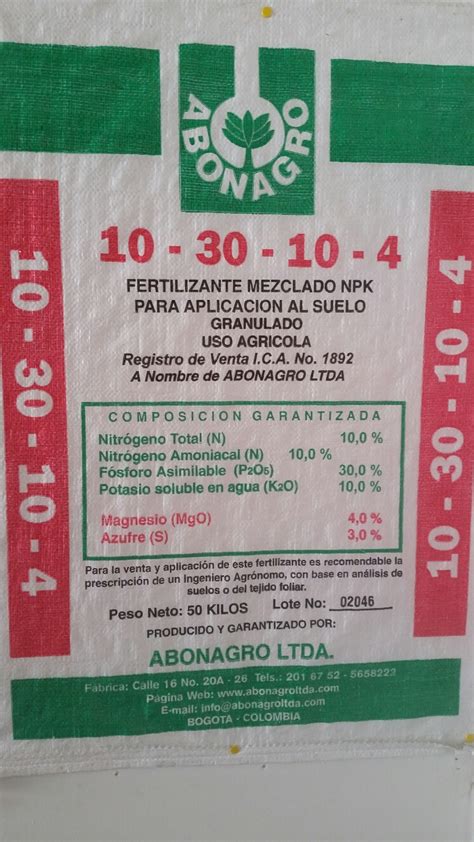 ABONAGRO
10 - 30 - 10 - 4
10 - 30 - 10 - 4
10 - 30 - 10 - 4
FERTILIZANTE MEZCLADO NPK
PARA APLICACION AL SUELO
GRANULADO
USO AGRICOLA
Registro de Venta I.C.A. No. 1892
A Nombre de ABONAGRO LTDA
COMPOSICION GARANTIZADA
Nitrógeno Total (N) 10,0 %
Nitrógeno Amoniacal (N) 10,0 %
Fósforo Asimilable (P2O5) 30,0 %
Potasio soluble en agua (K2O) 10,0 %
Magnesio (MgO) 4,0 %
Azufre (S) 3,0 %
Para la venta y aplicación de este fertilizante es recomendable la
prescripción de un Ingeniero Agrónomo, con base en análisis de
suelos o del tejido foliar.
Peso Neto: 50 KILOS Lote No: 02046
PRODUCIDO Y GARANTIZADO POR:
ABONAGRO LTDA.
Fabrica: Calle 16 No. 20A - 26 Tels.: 201 67 52 - 5658223
Página Web: www.abonagroltda.com
E-mail: info@abonagroltda.com
BOGOTA - COLOMBIA